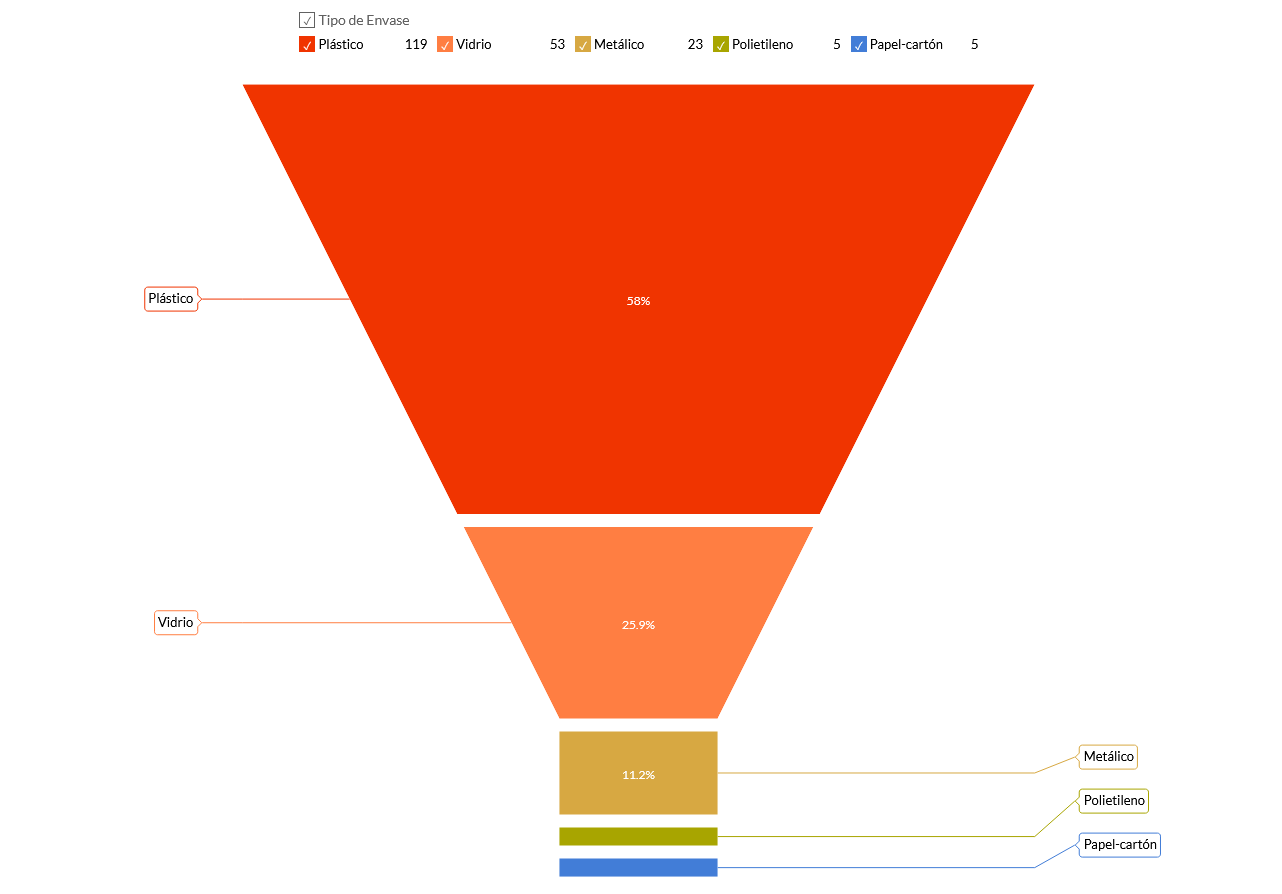 Tipo de Envase
Plástico 119 Vidrio 53 Metálico 23 Polietileno 5 Papel-cartón 5
Plástico
58%
Vidrio
25.9%
Metálico
11.2%
Polietileno
Papel-cartón